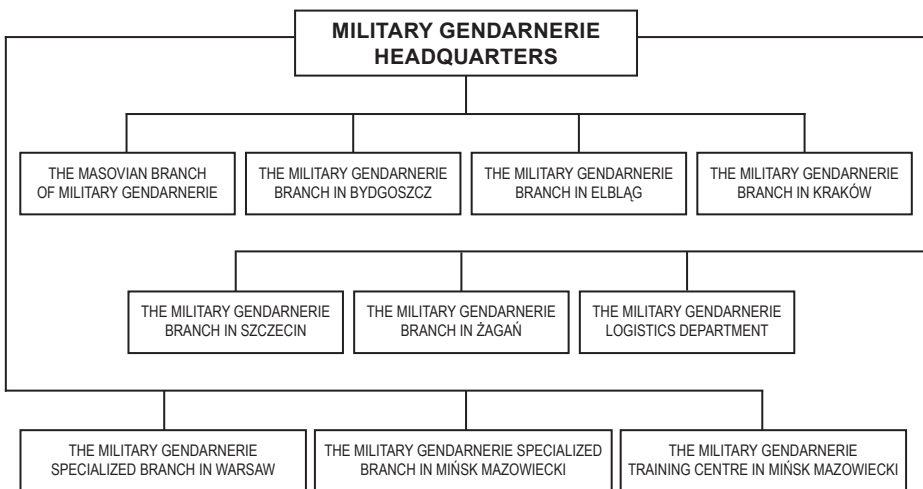 MILITARY GENDARNERIE
HEADQUARTERS
THE MASOVIAN BRANCH
OF MILITARY GENDARNERIE
THE MILITARY GENDARNERIE
BRANCH IN BYDGOSZCZ
THE MILITARY GENDARNERIE
BRANCH IN ELBLĄG
THE MILITARY GENDARNERIE
BRANCH IN KRAKÓW
THE MILITARY GENDARNERIE
BRANCH IN SZCZECIN
THE MILITARY GENDARNERIE
BRANCH IN ŻAGAŃ
THE MILITARY GENDARNERIE
LOGISTICS DEPARTMENT
THE MILITARY GENDARNERIE
SPECIALIZED BRANCH IN WARSAW
THE MILITARY GENDARNERIE SPECIALIZED
BRANCH IN MIŃSK MAZOWIECKI
THE MILITARY GENDARNERIE
TRAINING CENTRE IN MIŃSK MAZOWIECKI